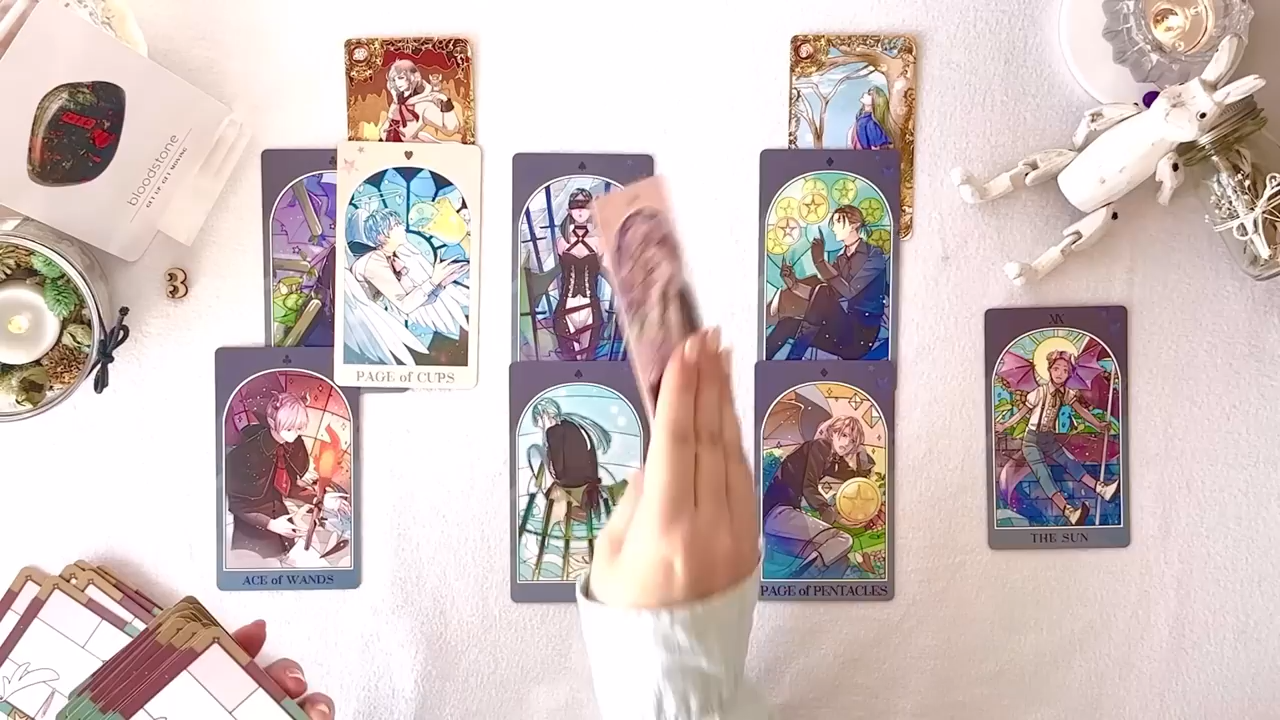 bloodstone
GET UP. GET MOVING
3
PAGE of CUPS
ACE of WANDS
PAGE of PENTACLES
XIX
THE SUN